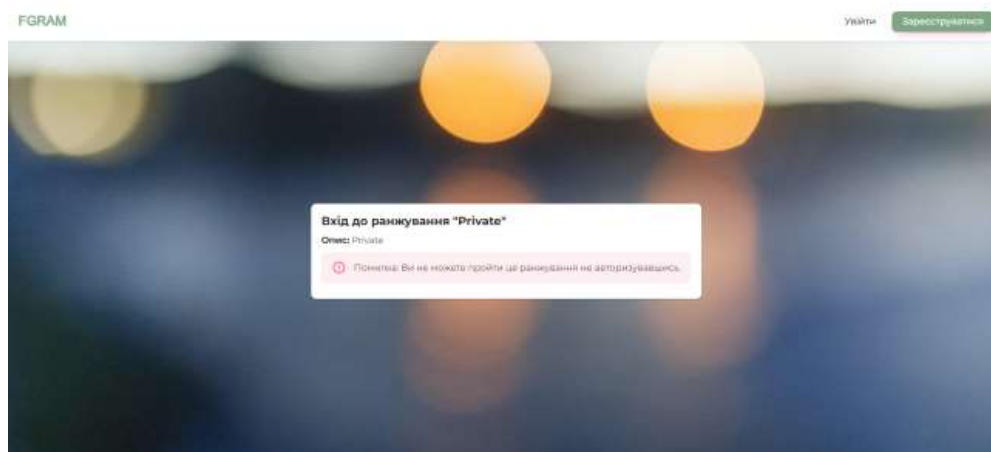 FGRAM
Увійти
Зареєструватися
Вхід до ранжування "Private"
Опис: Private
Помилка: Ви не можете пройти це ранжування не авторизувавшись.